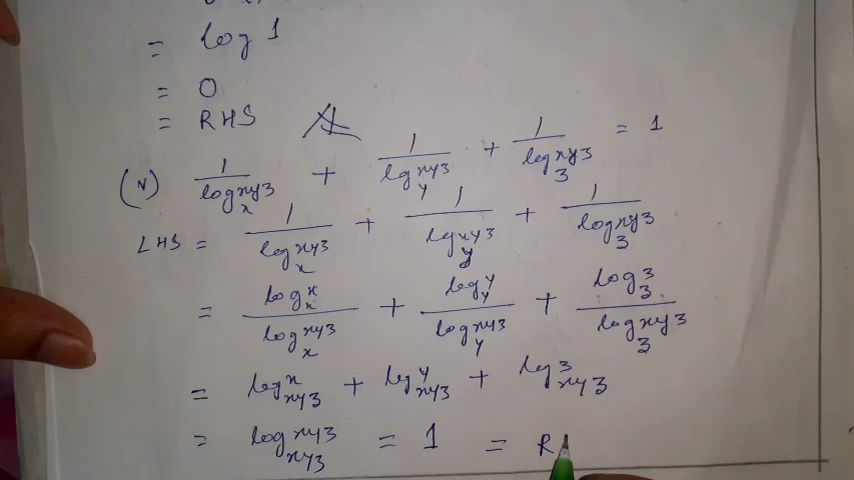 = log 1
= 0
= RHS
(v) 1/log_x xyz + 1/log_y xyz + 1/log_z xyz = 1
LHS = 1/log_x xyz + 1/log_y xyz + 1/log_z xyz
= log_x x/log_x xyz + log_y y/log_y xyz + log_z z/log_z xyz
= log_xyz x + log_xyz y + log_xyz z
= log_xyz xyz = 1 = R